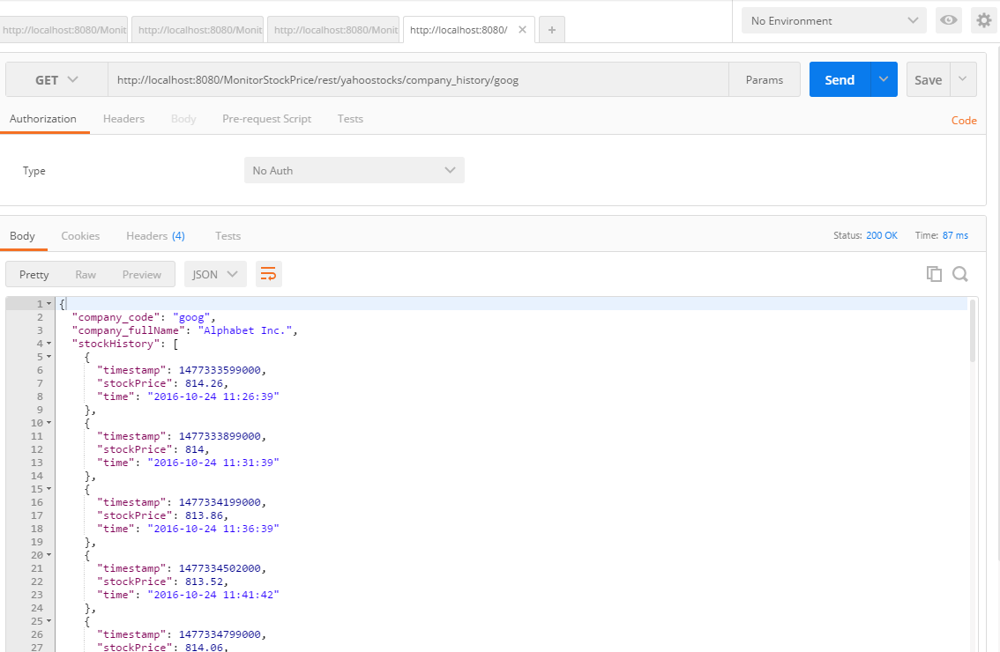 http://localhost:8080/Monit http://localhost:8080/Monit http://localhost:8080/Monit http://localhost:8080/ × + No Environment
GET http://localhost:8080/MonitorStockPrice/rest/yahoostocks/company_history/goog Params Send Save
Authorization Headers Body Pre-request Script Tests Code
Type No Auth
Body Cookies Headers (4) Tests Status: 200 OK Time: 87 ms
Pretty Raw Preview JSON
1 {
2 "company_code": "goog",
3 "company_fullName": "Alphabet Inc.",
4 "stockHistory": [
5 {
6 "timestamp": 1477333599000,
7 "stockPrice": 814.26,
8 "time": "2016-10-24 11:26:39"
9 },
10 {
11 "timestamp": 1477333899000,
12 "stockPrice": 814,
13 "time": "2016-10-24 11:31:39"
14 },
15 {
16 "timestamp": 1477334199000,
17 "stockPrice": 813.86,
18 "time": "2016-10-24 11:36:39"
19 },
20 {
21 "timestamp": 1477334502000,
22 "stockPrice": 813.52,
23 "time": "2016-10-24 11:41:42"
24 },
25 {
26 "timestamp": 1477334799000,
27 "stockPrice": 814.06,